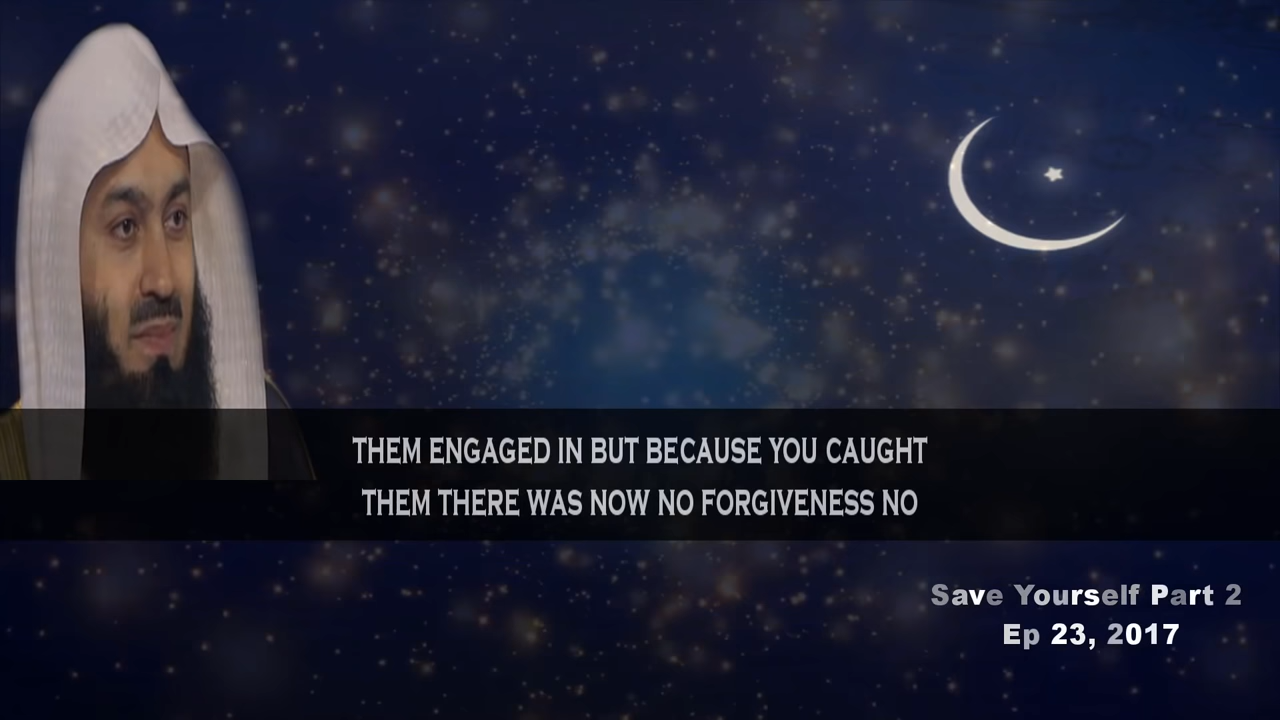 THEM ENGAGED IN BUT BECAUSE YOU CAUGHT
THEM THERE WAS NOW NO FORGIVENESS NO
Save Yourself Part 2
Ep 23, 2017